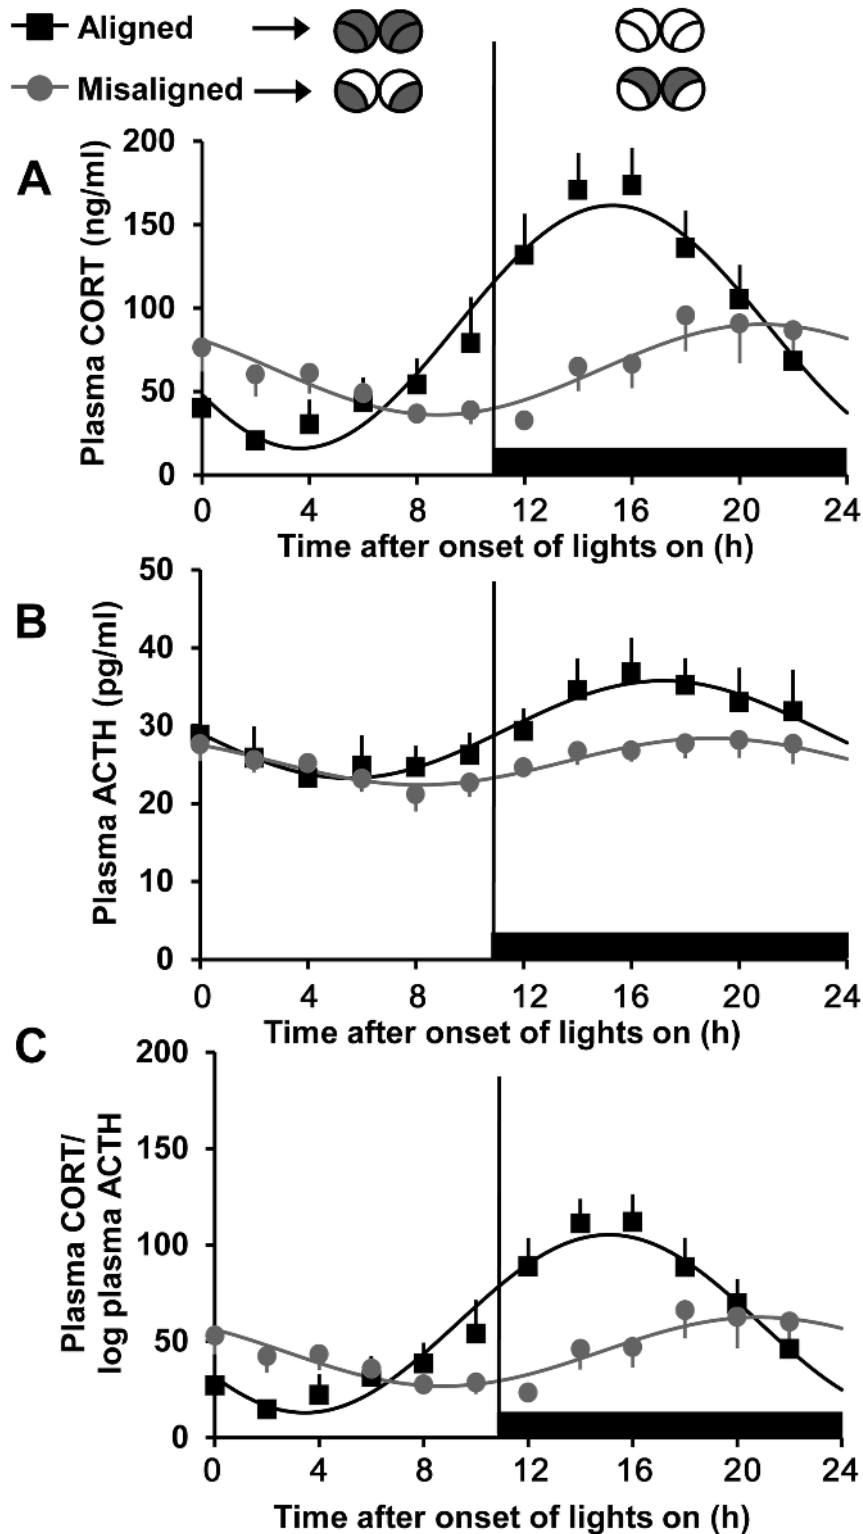 Aligned
Misaligned
A
Plasma CORT (ng/ml)
200
150
100
50
0
0 4 8 12 16 20 24
Time after onset of lights on (h)
B
Plasma ACTH (pg/ml)
50
40
30
20
10
0
0 4 8 12 16 20 24
Time after onset of lights on (h)
C
Plasma CORT/
log plasma ACTH
200
150
100
50
0
0 4 8 12 16 20 24
Time after onset of lights on (h)